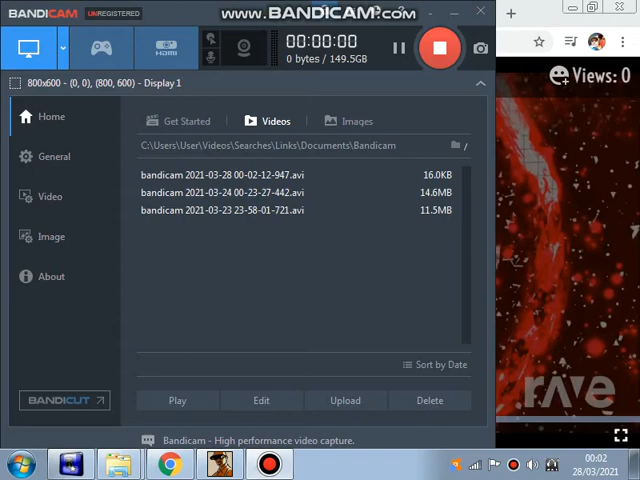 BANDICAM UNREGISTERED
www.BANDICAM.com
HDMI
00:00:00
0 bytes / 149.5GB
800x600 - (0, 0), (800, 600) - Display 1
Home
General
Video
Image
About
BANDICUT
Get Started
Videos
Images
C:\Users\User\Videos\Searches\Links\Documents\Bandicam
bandicam 2021-03-28 00-02-12-947.avi 16.0KB
bandicam 2021-03-24 00-23-27-442.avi 14.6MB
bandicam 2021-03-23 23-58-01-721.avi 11.5MB
Sort by Date
Play Edit Upload Delete
Bandicam - High performance video capture.
Views: 0
rave
00:02
28/03/2021